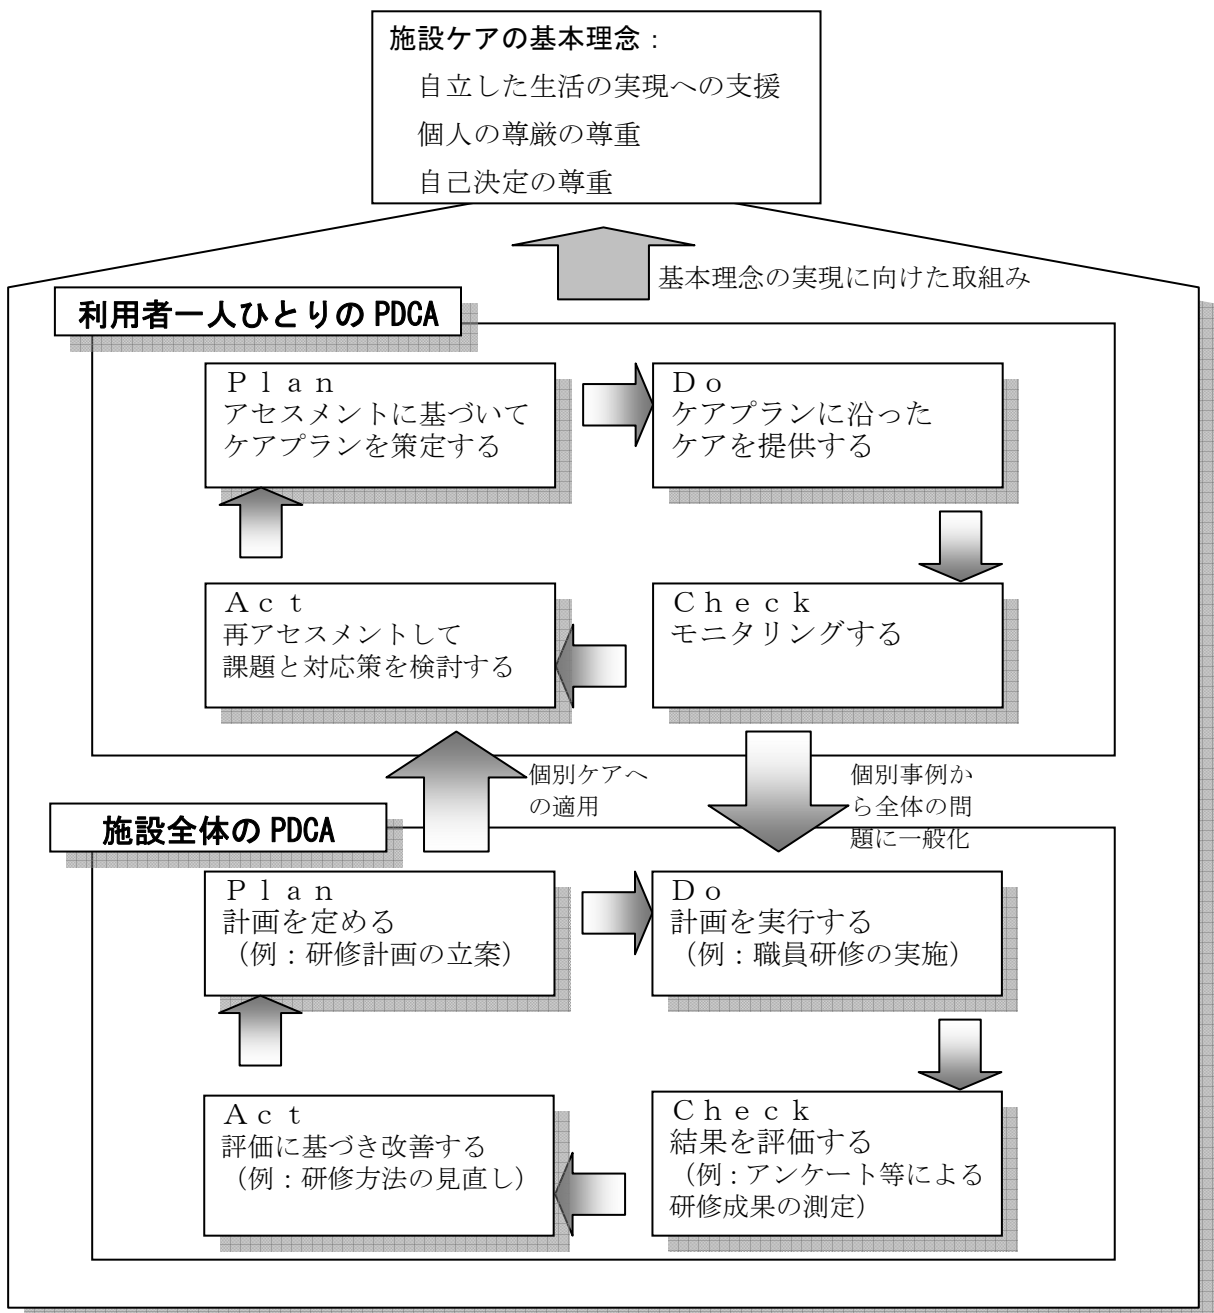 施設ケアの基本理念：
自立した生活の実現への支援
個人の尊厳の尊重
自己決定の尊重
基本理念の実現に向けた取組み
利用者一人ひとりの PDCA
Ｐｌａｎ
アセスメントに基づいて
ケアプランを策定する
Ｄｏ
ケアプランに沿った
ケアを提供する
Ａｃｔ
再アセスメントして
課題と対応策を検討する
Ｃｈｅｃｋ
モニタリングする
個別ケアへ
の適用
個別事例か
ら全体の問
題に一般化
施設全体の PDCA
Ｐｌａｎ
計画を定める
（例：研修計画の立案）
Ｄｏ
計画を実行する
（例：職員研修の実施）
Ａｃｔ
評価に基づき改善する
（例：研修方法の見直し）
Ｃｈｅｃｋ
結果を評価する
（例：アンケート等による
研修成果の測定）